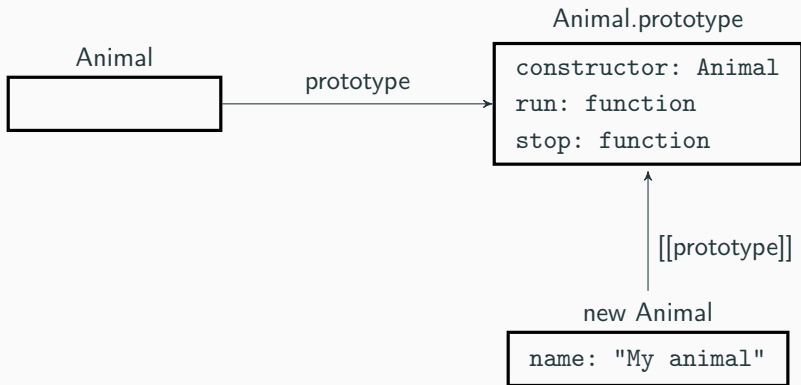 Animal.prototype
Animal
prototype
constructor: Animal
run: function
stop: function
[[prototype]]
new Animal
name: "My animal"